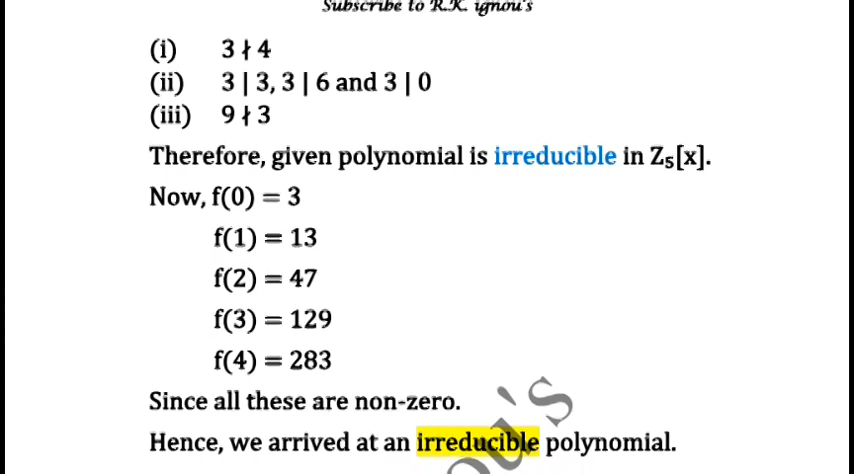 Subscribe to R.K. ignou's
(i) 3 ∤ 4
(ii) 3 | 3, 3 | 6 and 3 | 0
(iii) 9 ∤ 3
Therefore, given polynomial is irreducible in Z₅[x].
Now, f(0) = 3
f(1) = 13
f(2) = 47
f(3) = 129
f(4) = 283
Since all these are non-zero.
Hence, we arrived at an irreducible polynomial.
ou's